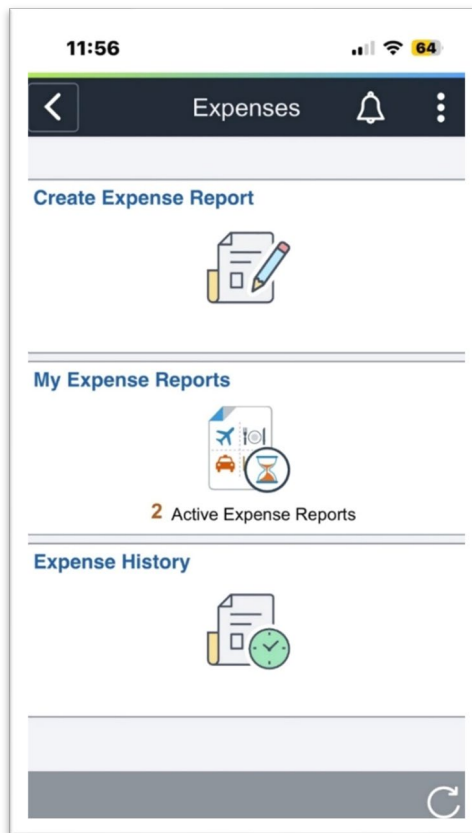 11:56
64
Expenses
Create Expense Report
My Expense Reports
2 Active Expense Reports
Expense History